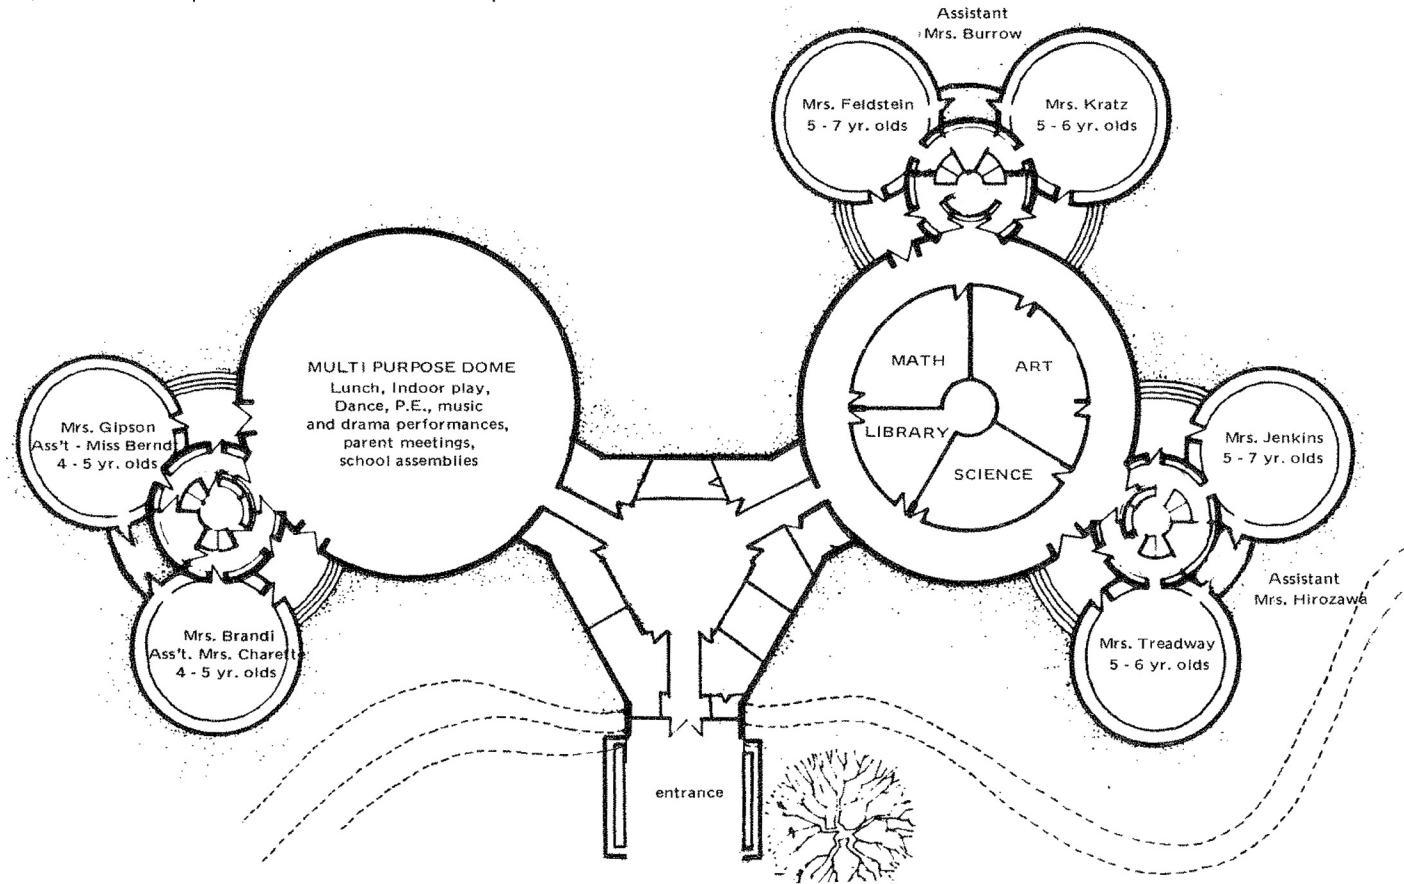 Assistant
Mrs. Burrow
Mrs. Feldstein
5 - 7 yr. olds
Mrs. Kratz
5 - 6 yr. olds
MULTI PURPOSE DOME
Lunch, Indoor play,
Dance, P.E., music
and drama performances,
parent meetings,
school assemblies
MATH
ART
LIBRARY
SCIENCE
Mrs. Gipson
Ass't - Miss Bernd
4 - 5 yr. olds
Mrs. Jenkins
5 - 7 yr. olds
Assistant
Mrs. Hirozawa
Mrs. Brandi
Ass't. Mrs. Charette
4 - 5 yr. olds
Mrs. Treadway
5 - 6 yr. olds
entrance